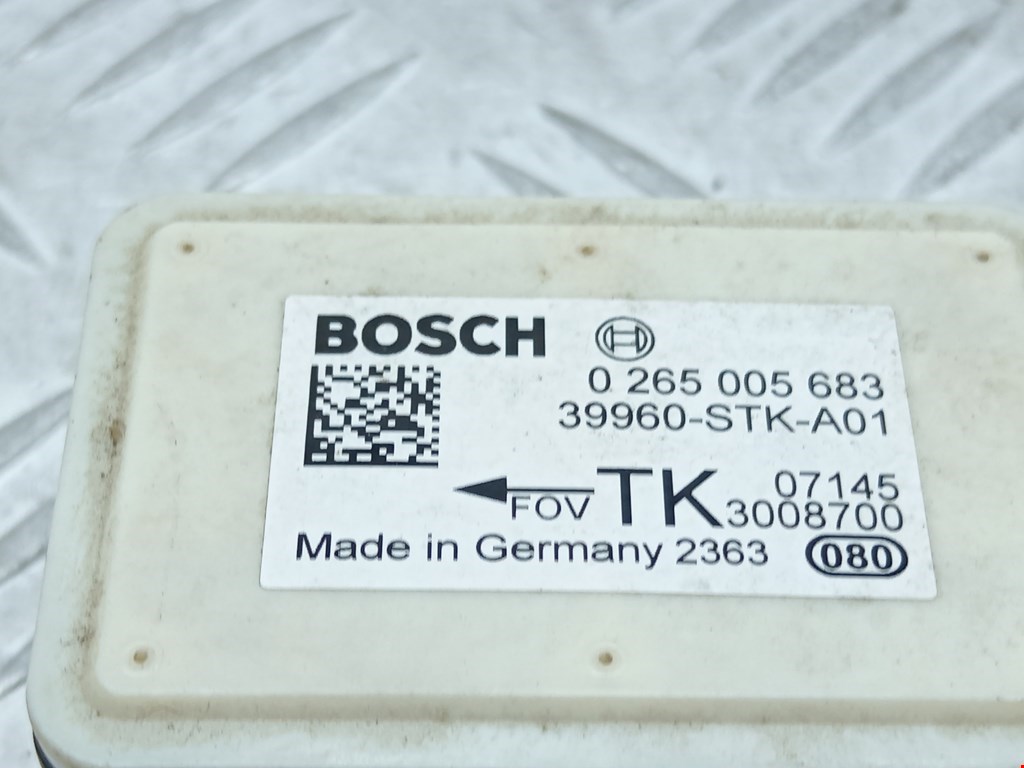 BOSCH
0 265 005 683
39960-STK-A01
FOV TK 07145
3008700
Made in Germany 2363 080